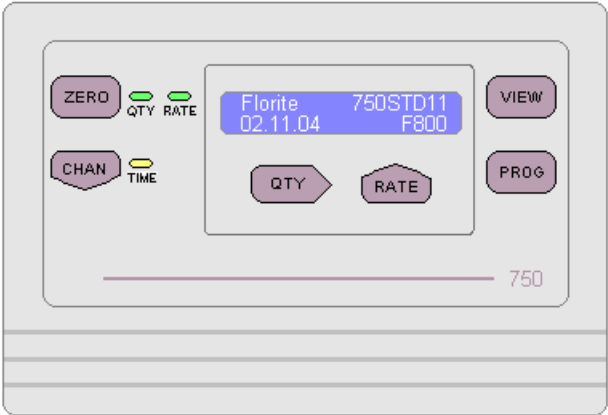 ZERO QTY RATE
Florite 750STD11
02.11.04 F800
VIEW
CHAN TIME
QTY RATE
PROG
750